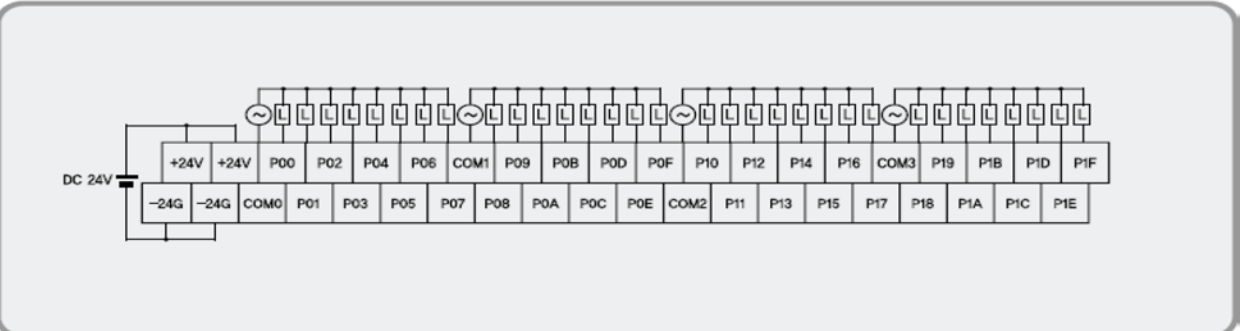 ~ L L L L L L L L ~ L L L L L L L L ~ L L L L L L L L ~ L L L L L L L L
+24V +24V P00 P02 P04 P06 COM1 P09 P0B P0D P0F P10 P12 P14 P16 COM3 P19 P1B P1D P1F
DC 24V
−24G −24G COM0 P01 P03 P05 P07 P08 P0A P0C P0E COM2 P11 P13 P15 P17 P18 P1A P1C P1E